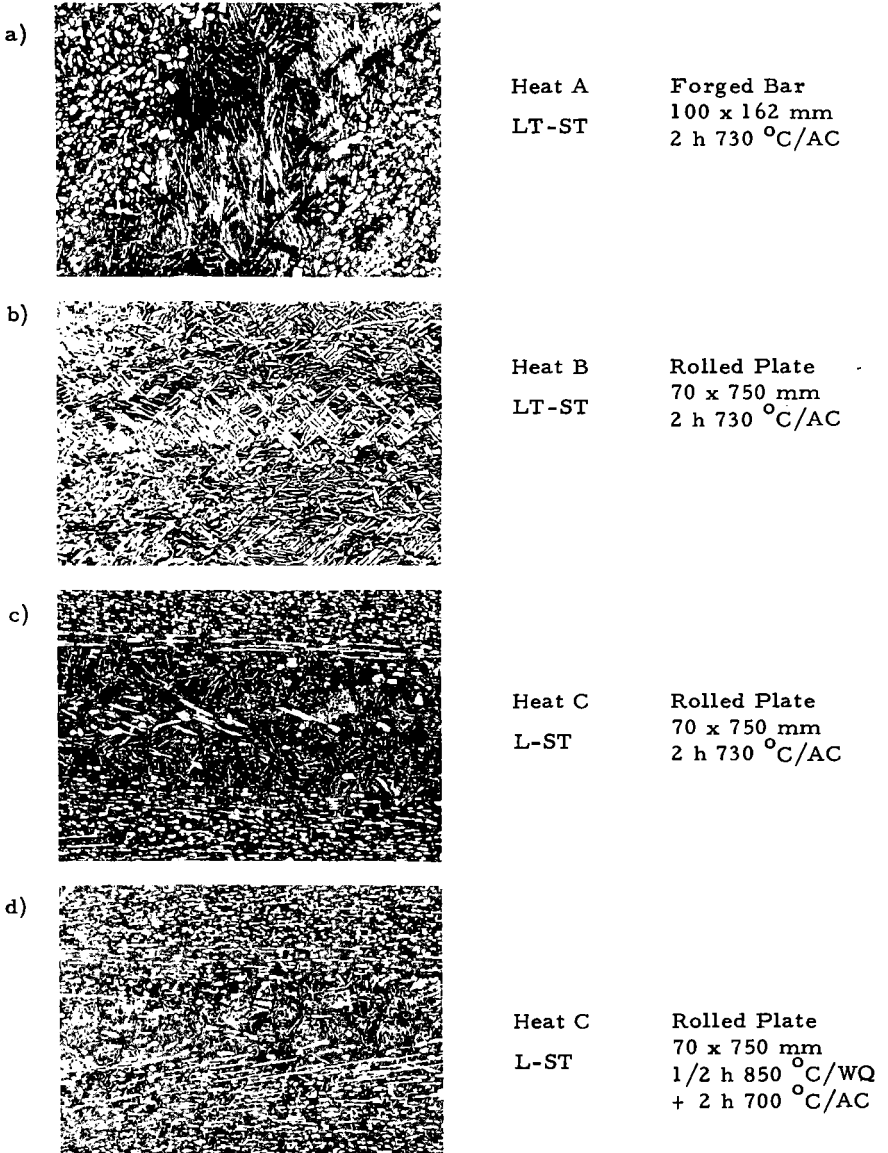 a)
Heat A Forged Bar
LT-ST 100 x 162 mm
2 h 730 °C/AC
b)
Heat B Rolled Plate
LT-ST 70 x 750 mm
2 h 730 °C/AC
c)
Heat C Rolled Plate
L-ST 70 x 750 mm
2 h 730 °C/AC
d)
Heat C Rolled Plate
L-ST 70 x 750 mm
1/2 h 850 °C/WQ
+ 2 h 700 °C/AC